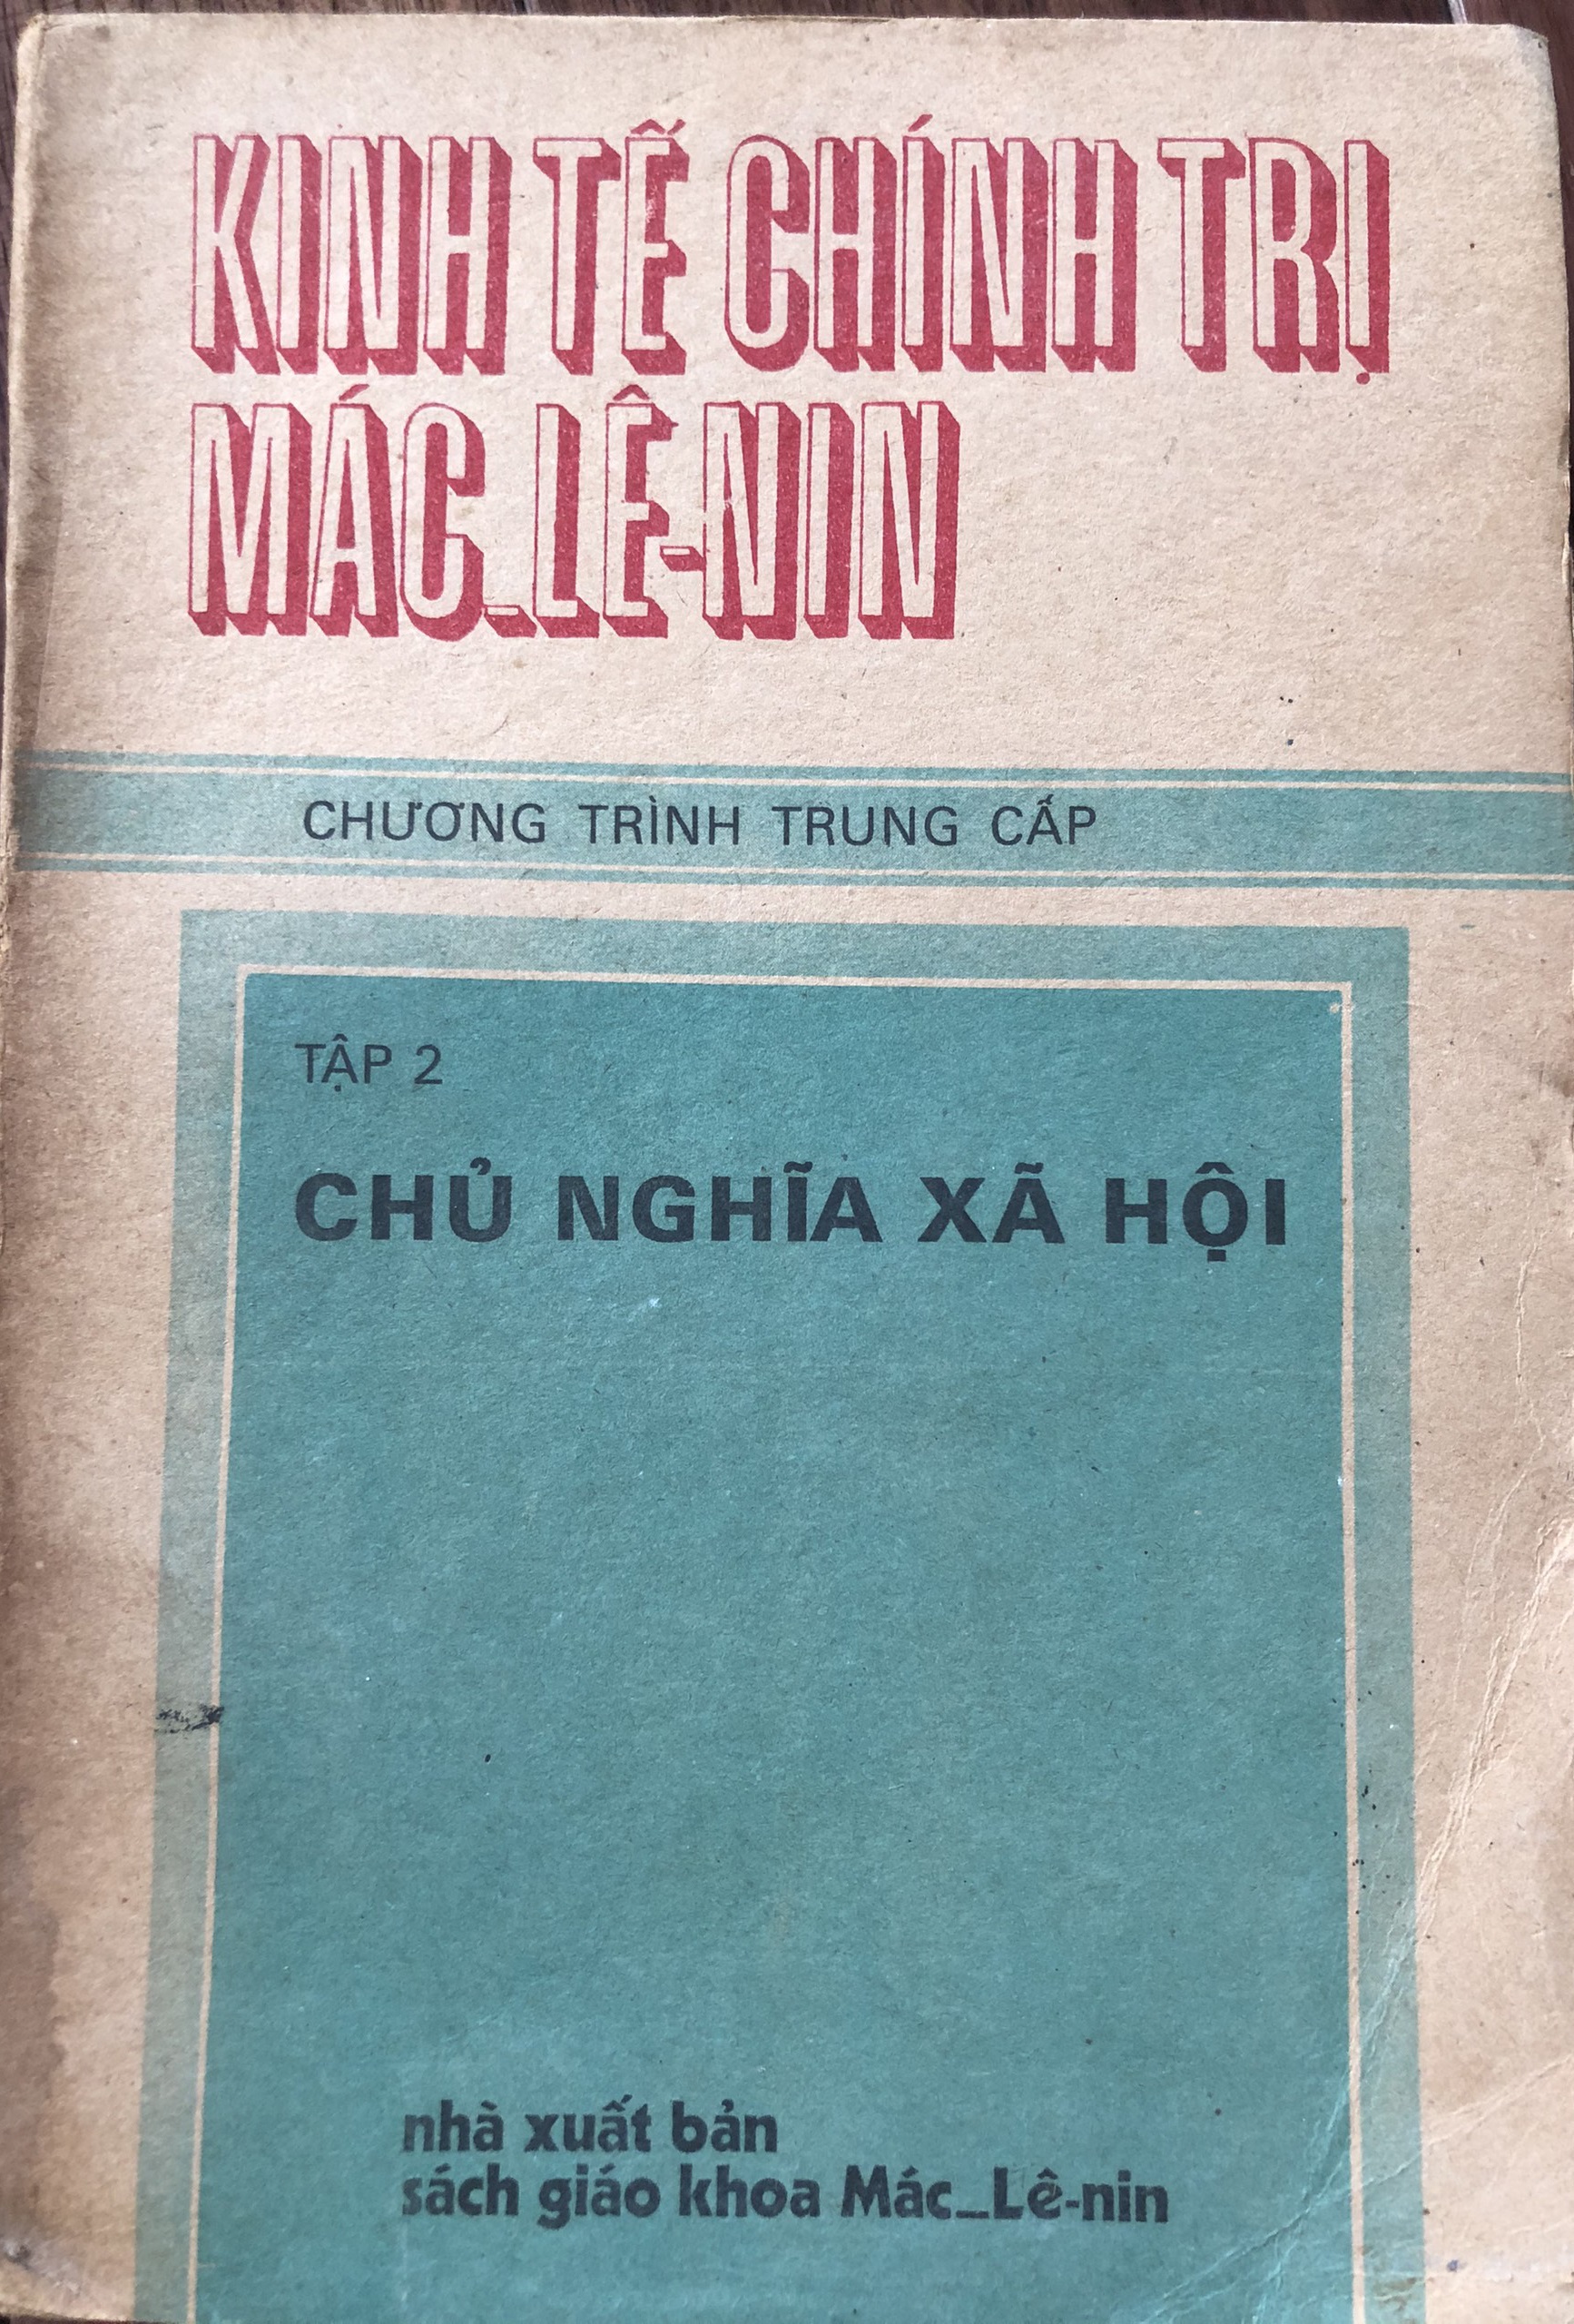 KINH TẾ CHÍNH TRỊ
MÁC_LÊ-NIN
CHƯƠNG TRÌNH TRUNG CẤP
TẬP 2
CHỦ NGHĨA XÃ HỘI
nhà xuất bản
sách giáo khoa Mác_Lê-nin